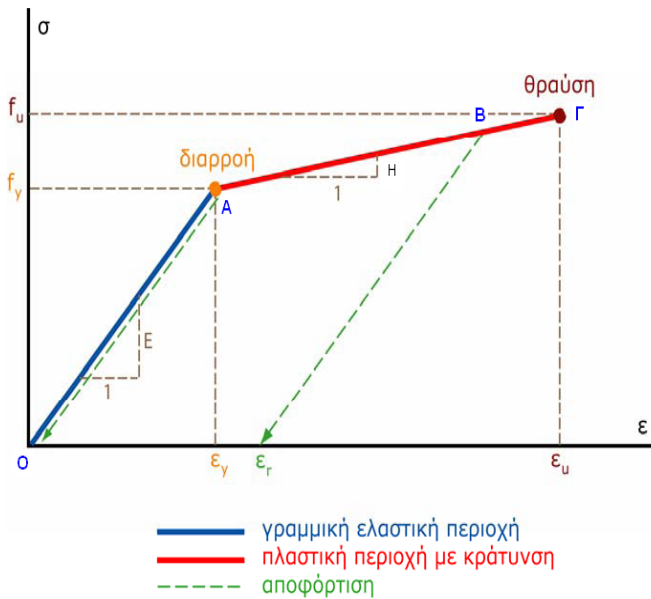 σ
θραύση
f_u
B
Γ
διαρροή
H
1
f_y
A
E
1
O
ε_y
ε_r
ε_u
ε
γραμμική ελαστική περιοχή
πλαστική περιοχή με κράτυνση
αποφόρτιση